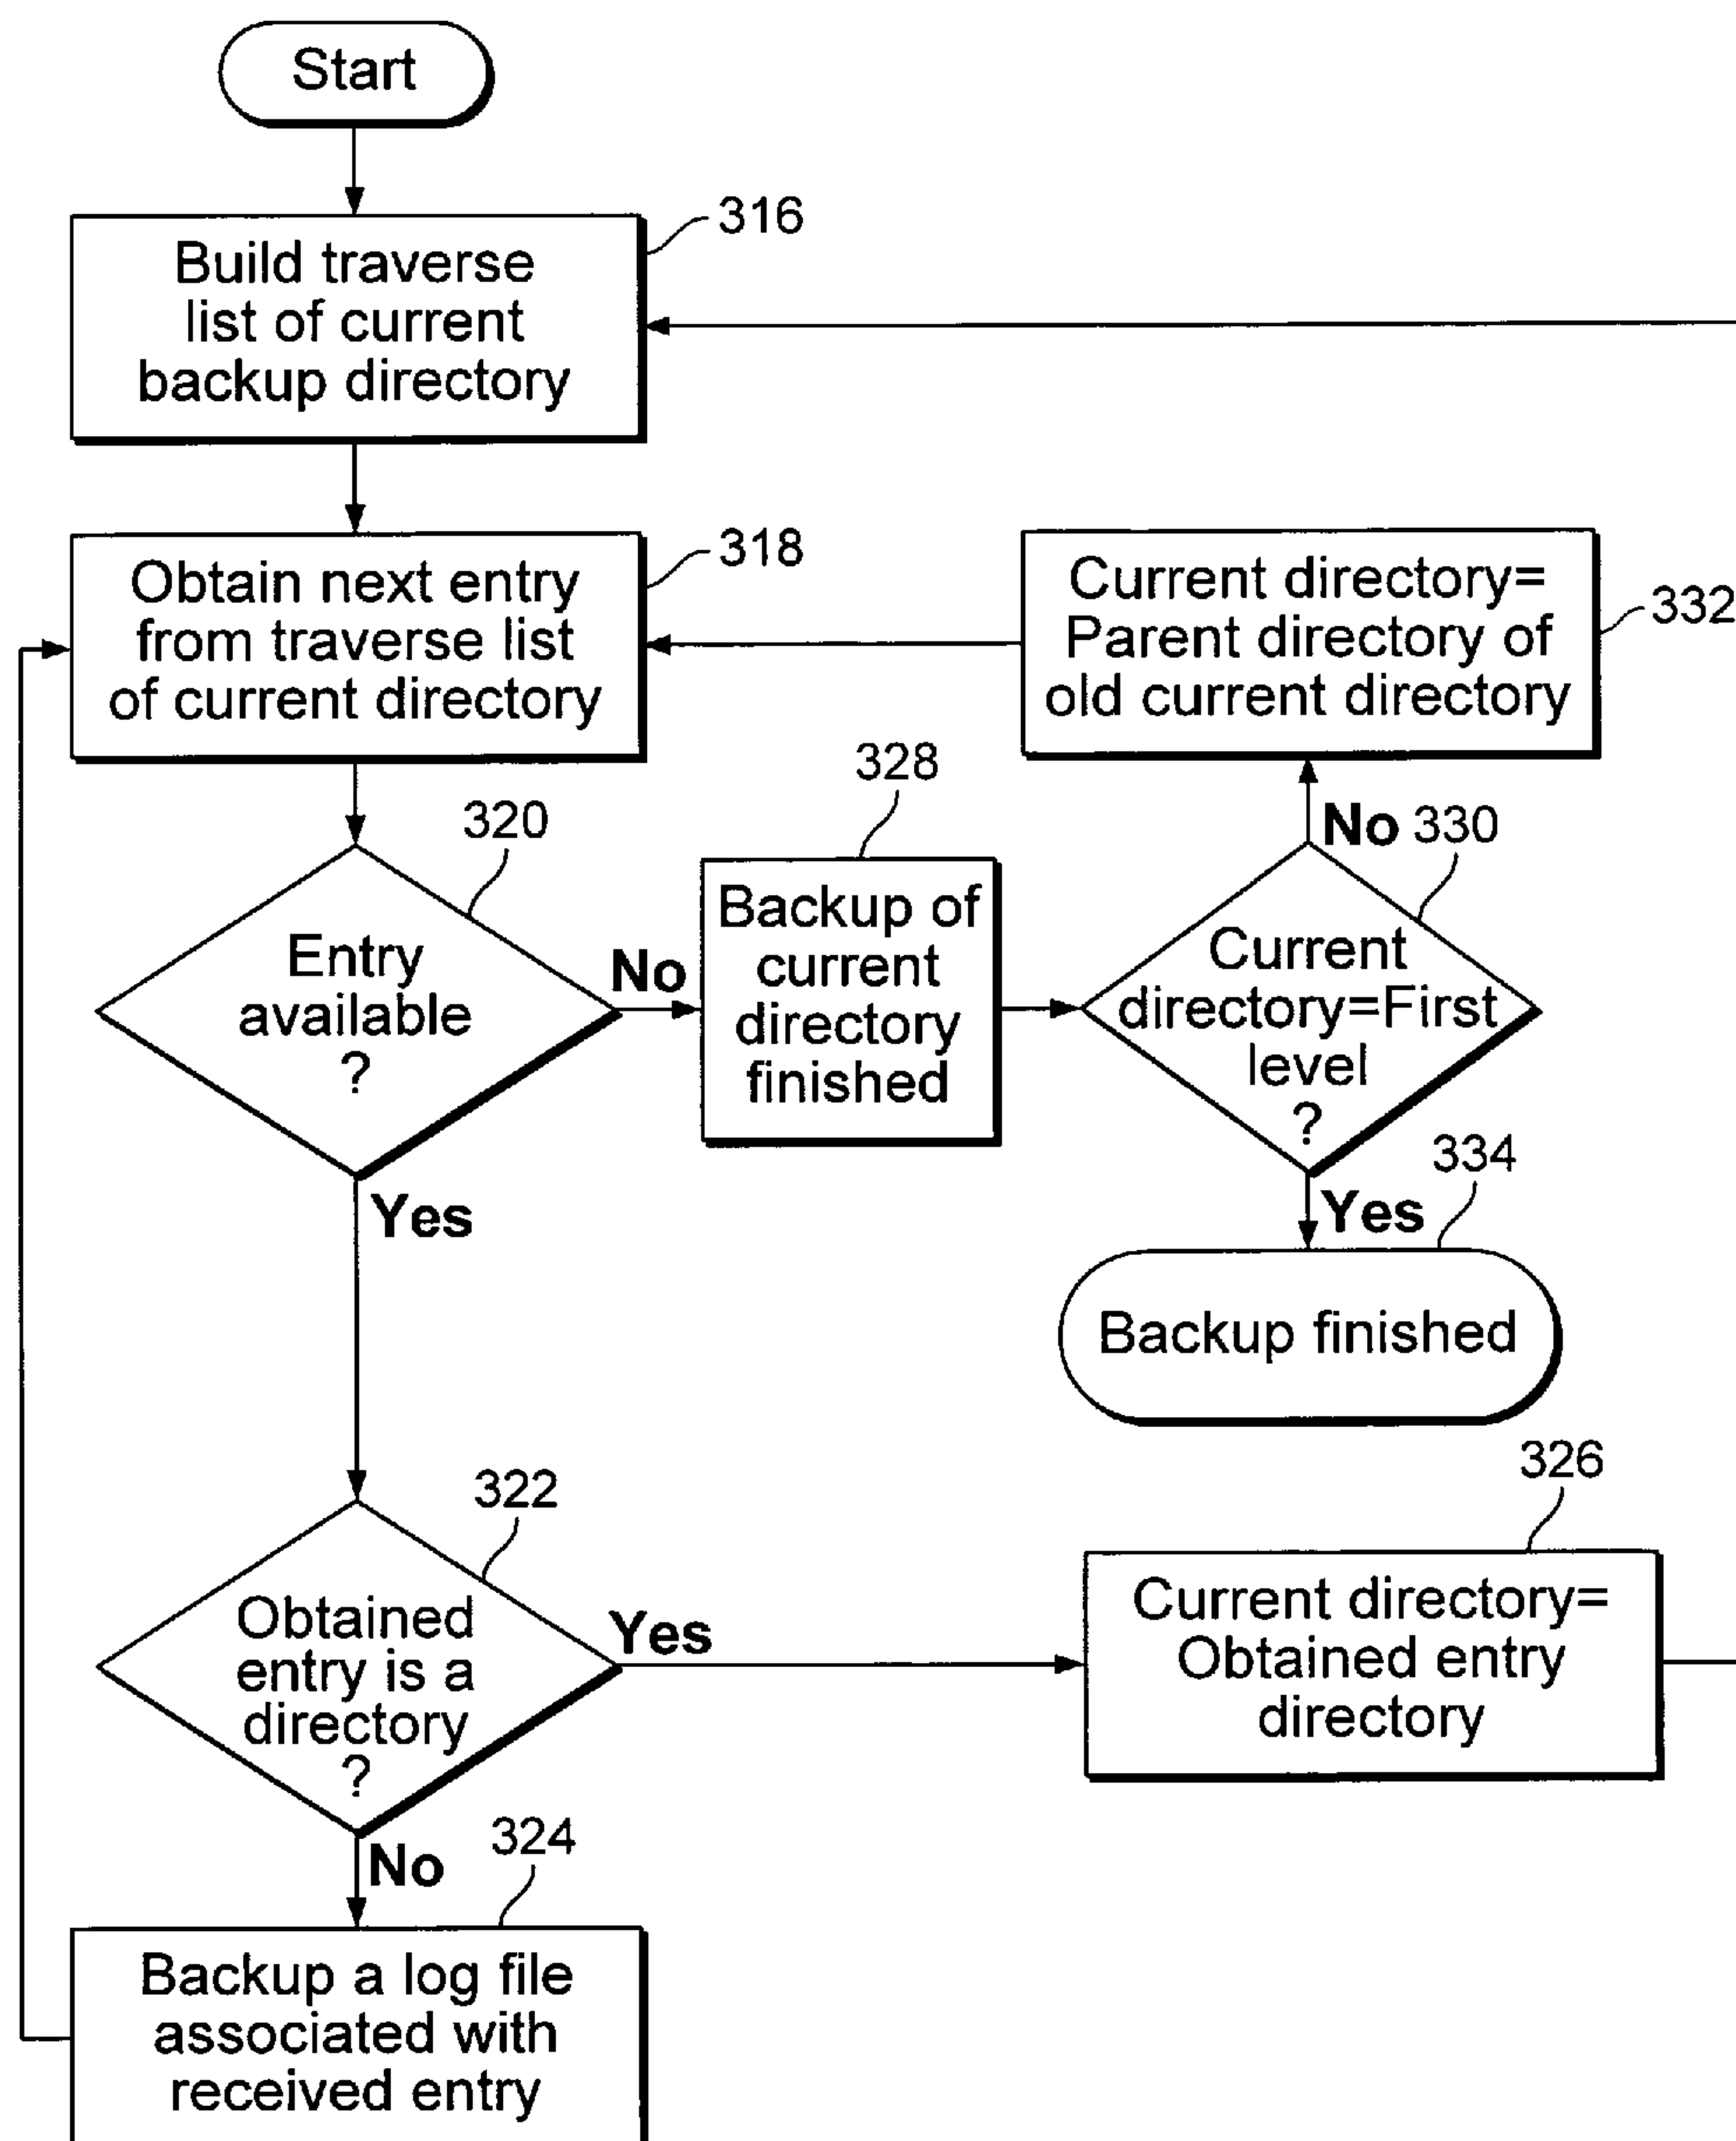 Start
316
Build traverse
list of current
backup directory
318
Obtain next entry
from traverse list
of current directory
332
Current directory=
Parent directory of
old current directory
320
Entry
available
?
No
328
Backup of
current
directory
finished
No
330
Current
directory=First
level
?
Yes
334
Backup finished
Yes
322
Obtained
entry is a
directory
?
Yes
326
Current directory=
Obtained entry
directory
No
324
Backup a log file
associated with
received entry